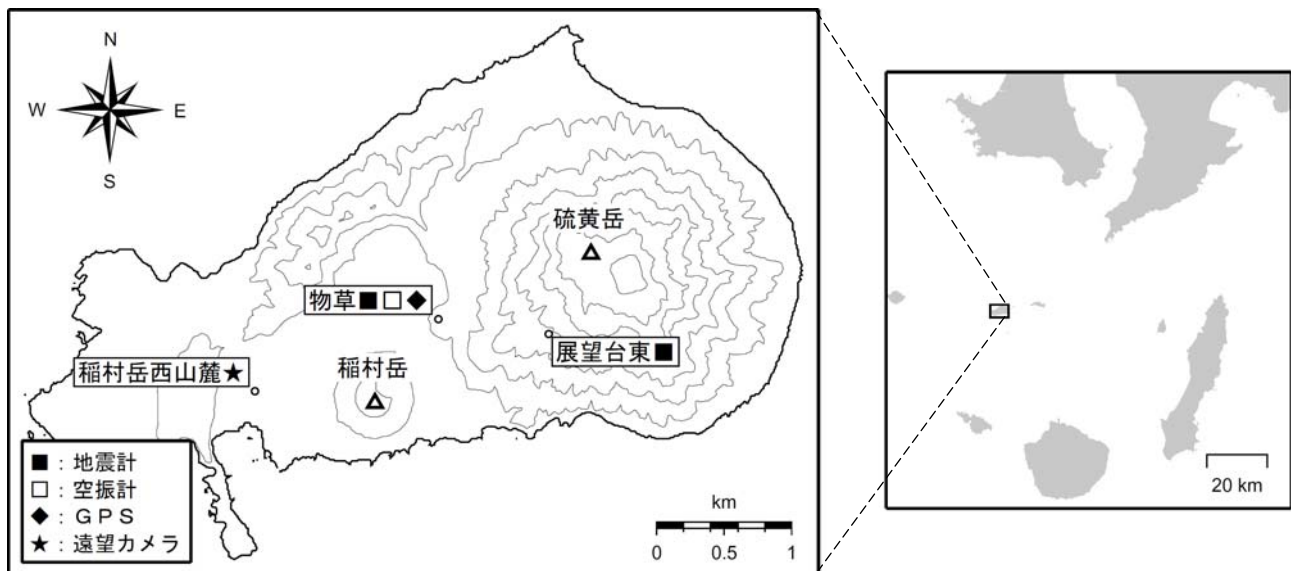 N
W E
S
硫黄岳
物草■□◆
展望台東■
稲村岳西山麓★
稲村岳
■：地震計
□：空振計
◆：ＧＰＳ
★：遠望カメラ
km
0 0.5 1
20 km